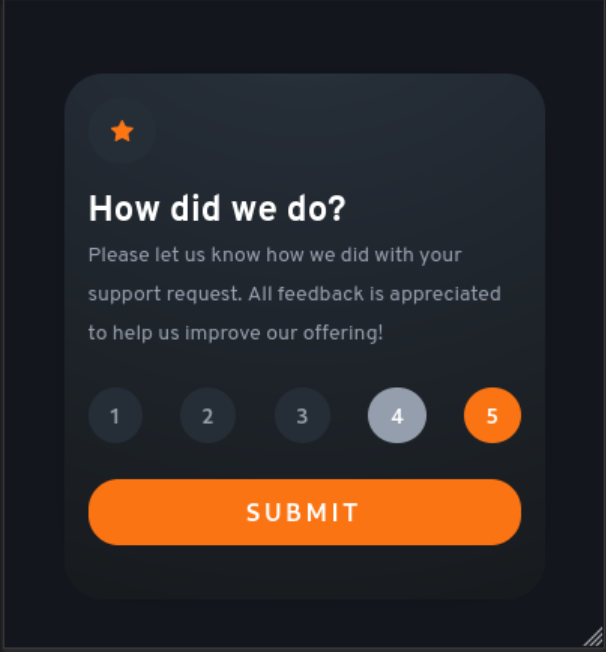 How did we do?
Please let us know how we did with your
support request. All feedback is appreciated
to help us improve our offering!
1 2 3 4 5
SUBMIT